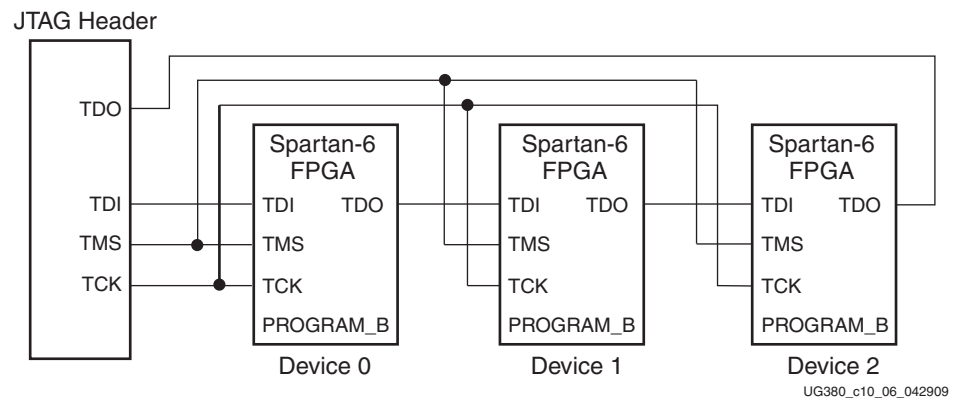 JTAG Header
TDO
TDI
TMS
TCK
Spartan-6
FPGA
TDI TDO
TMS
TCK
PROGRAM_B
Device 0
Spartan-6
FPGA
TDI TDO
TMS
TCK
PROGRAM_B
Device 1
Spartan-6
FPGA
TDI TDO
TMS
TCK
PROGRAM_B
Device 2
UG380_c10_06_042909